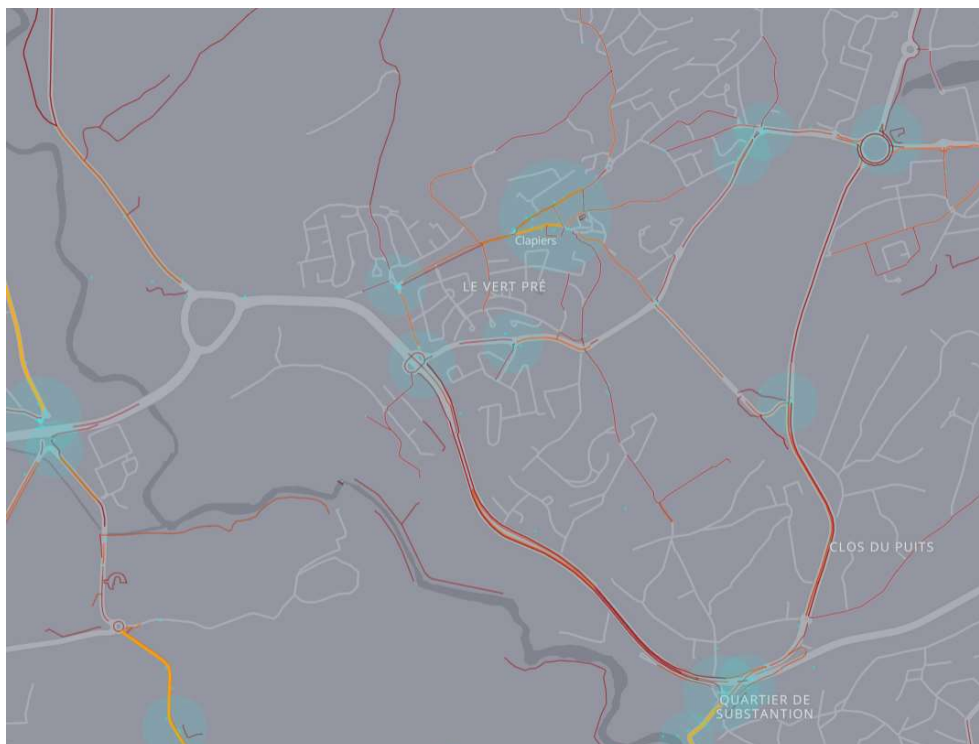 Clapiers
LE VERT PRÉ
CLOS DU PUITS
QUARTIER DE
SUBSTANTION